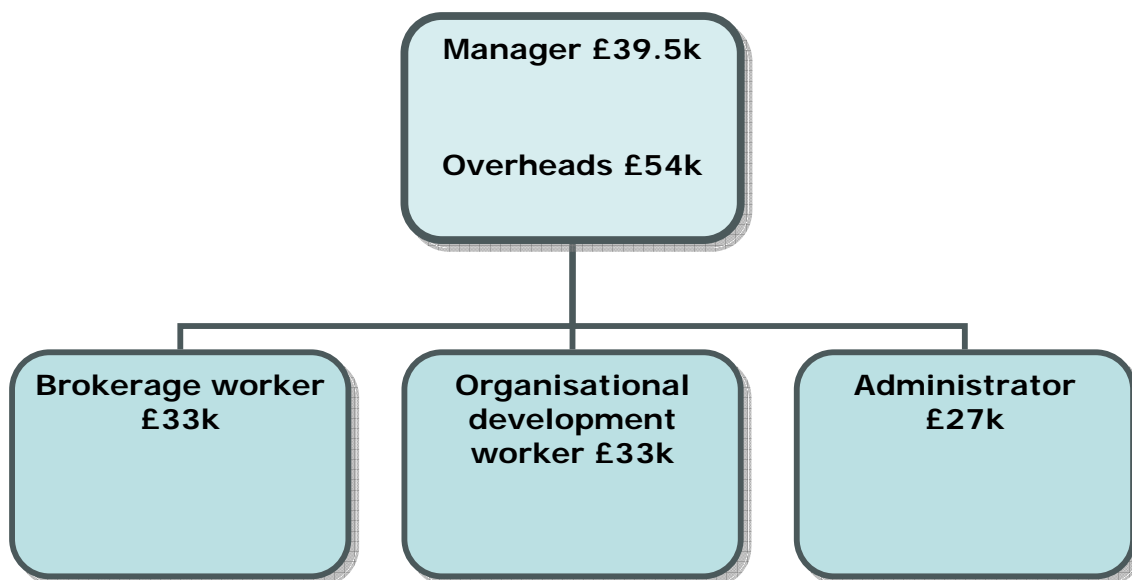 Manager £39.5k
Overheads £54k
Brokerage worker
£33k
Organisational
development
worker £33k
Administrator
£27k